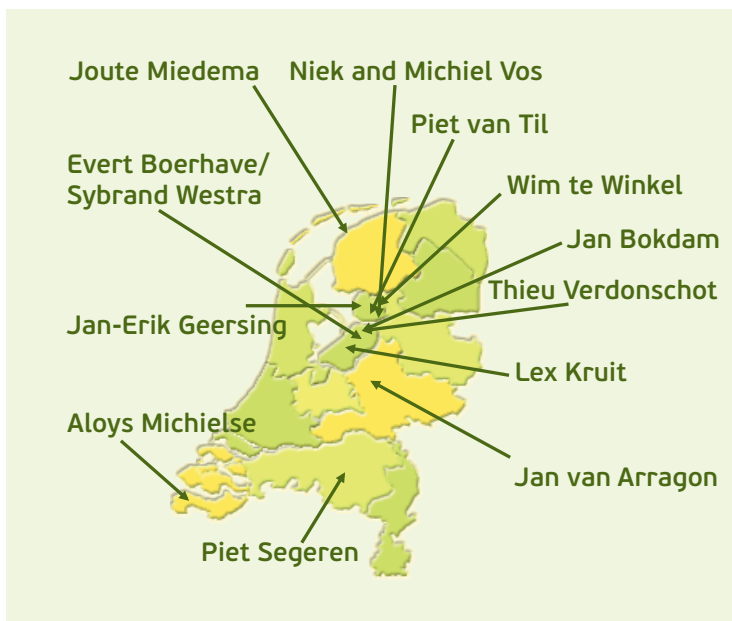 Joute Miedema
Niek and Michiel Vos
Piet van Til
Evert Boerhave/
Sybrand Westra
Wim te Winkel
Jan Bokdam
Thieu Verdonschot
Jan-Erik Geersing
Lex Kruit
Aloys Michielse
Jan van Arragon
Piet Segeren